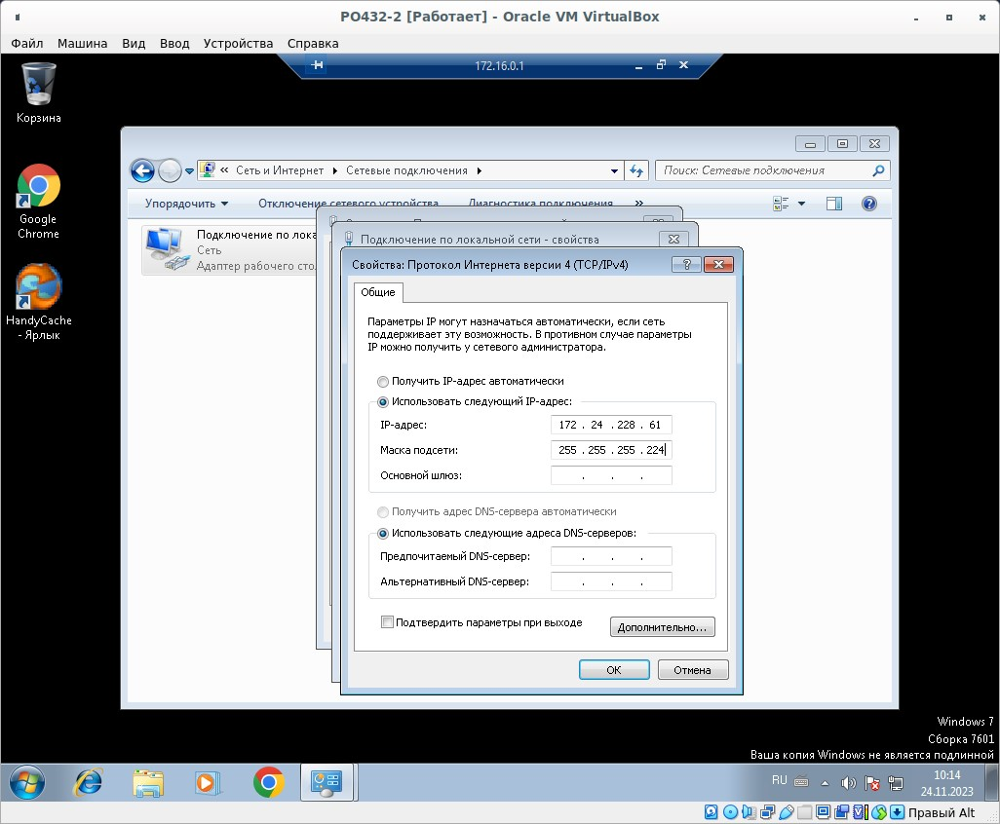 PO432-2 [Работает] - Oracle VM VirtualBox
Файл Машина Вид Ввод Устройства Справка
172.16.0.1
Корзина
Google
Chrome
HandyCache
- Ярлык
« Сеть и Интернет Сетевые подключения
Поиск: Сетевые подключения
Упорядочить Отключение сетевого устройства Диагностика подключения »
Подключение по лока
Сеть
Адаптер рабочего сто
Подключение по локальной сети - свойства
Свойства: Протокол Интернета версии 4 (TCP/IPv4)
Общие
Параметры IP могут назначаться автоматически, если сеть
поддерживает эту возможность. В противном случае параметры
IP можно получить у сетевого администратора.
Получить IP-адрес автоматически
Использовать следующий IP-адрес:
IP-адрес: 172 . 24 . 228 . 61
Маска подсети: 255 . 255 . 255 . 224
Основной шлюз: . . .
Получить адрес DNS-сервера автоматически
Использовать следующие адреса DNS-серверов:
Предпочитаемый DNS-сервер: . . .
Альтернативный DNS-сервер: . . .
Подтвердить параметры при выходе
Дополнительно...
ОК Отмена
Windows 7
Сборка 7601
Ваша копия Windows не является подлинной
RU
10:14
24.11.2023
Правый Alt